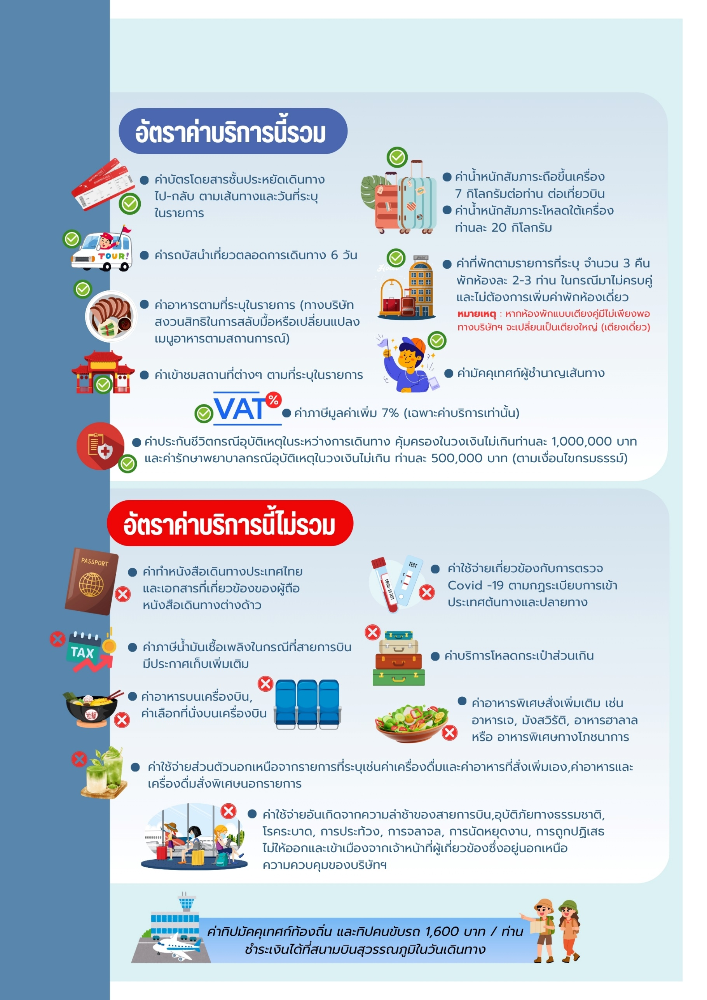 อัตราค่าบริการนี้รวม
ค่าบัตรโดยสารชั้นประหยัดเดินทาง
ไป-กลับ ตามเส้นทางและวันที่ระบุ
ในรายการ
BOARDING PASS
BOARDING PASS
TOUR!
ค่ารถบัสนำเที่ยวตลอดการเดินทาง 6 วัน
ค่าอาหารตามที่ระบุในรายการ (ทางบริษัท
สงวนสิทธิในการสลับมื้อหรือเปลี่ยนแปลง
เมนูอาหารตามสถานการณ์)
ค่าเข้าชมสถานที่ต่างๆ ตามที่ระบุในรายการ
ค่าน้ำหนักสัมภาระถือขึ้นเครื่อง
7 กิโลกรัมต่อท่าน ต่อเที่ยวบิน
ค่าน้ำหนักสัมภาระโหลดใต้เครื่อง
ท่านละ 20 กิโลกรัม
Hotel
Hotel
ค่าที่พักตามรายการที่ระบุ จำนวน 3 คืน
พักห้องละ 2-3 ท่าน ในกรณีมาไม่ครบคู่
และไม่ต้องการเพิ่มค่าพักห้องเดี่ยว
หมายเหตุ : หากห้องพักแบบเตียงคู่มีไม่เพียงพอ
ทางบริษัทฯ จะเปลี่ยนเป็นเตียงใหญ่ (เตียงเดี่ยว)
ค่ามัคคุเทศก์ผู้ชำนาญเส้นทาง
VAT %
ค่าภาษีมูลค่าเพิ่ม 7% (เฉพาะค่าบริการเท่านั้น)
ค่าประกันชีวิตกรณีอุบัติเหตุในระหว่างการเดินทาง คุ้มครองในวงเงินไม่เกินท่านละ 1,000,000 บาท
และค่ารักษาพยาบาลกรณีอุบัติเหตุในวงเงินไม่เกิน ท่านละ 500,000 บาท (ตามเงื่อนไขกรมธรรม์)
อัตราค่าบริการนี้ไม่รวม
PASSPORT
ค่าทำหนังสือเดินทางประเทศไทย
และเอกสารที่เกี่ยวข้องของผู้ถือ
หนังสือเดินทางต่างด้าว
COVID-19 TEST
TEST
C
T
ค่าใช้จ่ายเกี่ยวข้องกับการตรวจ
Covid -19 ตามกฏระเบียบการเข้า
ประเทศต้นทางและปลายทาง
TAX
ค่าภาษีน้ำมันเชื้อเพลิงในกรณีที่สายการบิน
มีประกาศเก็บเพิ่มเติม
ค่าบริการโหลดกระเป๋าส่วนเกิน
拉麵
ค่าอาหารบนเครื่องบิน,
ค่าเลือกที่นั่งบนเครื่องบิน
ค่าอาหารพิเศษสั่งเพิ่มเติม เช่น
อาหารเจ, มังสวิรัติ, อาหารฮาลาล
หรือ อาหารพิเศษทางโภชนาการ
ค่าใช้จ่ายส่วนตัวนอกเหนือจากรายการที่ระบุเช่นค่าเครื่องดื่มและค่าอาหารที่สั่งเพิ่มเอง,ค่าอาหารและ
เครื่องดื่มสั่งพิเศษนอกรายการ
ค่าใช้จ่ายอันเกิดจากความล่าช้าของสายการบิน,อุบัติภัยทางธรรมชาติ,
โรคระบาด, การประท้วง, การจลาจล, การนัดหยุดงาน, การถูกปฏิเสธ
ไม่ให้ออกและเข้าเมืองจากเจ้าหน้าที่ผู้เกี่ยวข้องซึ่งอยู่นอกเหนือ
ความควบคุมของบริษัทฯ
ค่าทิปมัคคุเทศก์ท้องถิ่น และทิปคนขับรถ 1,600 บาท / ท่าน
ชำระเงินได้ที่สนามบินสุวรรณภูมิในวันเดินทาง